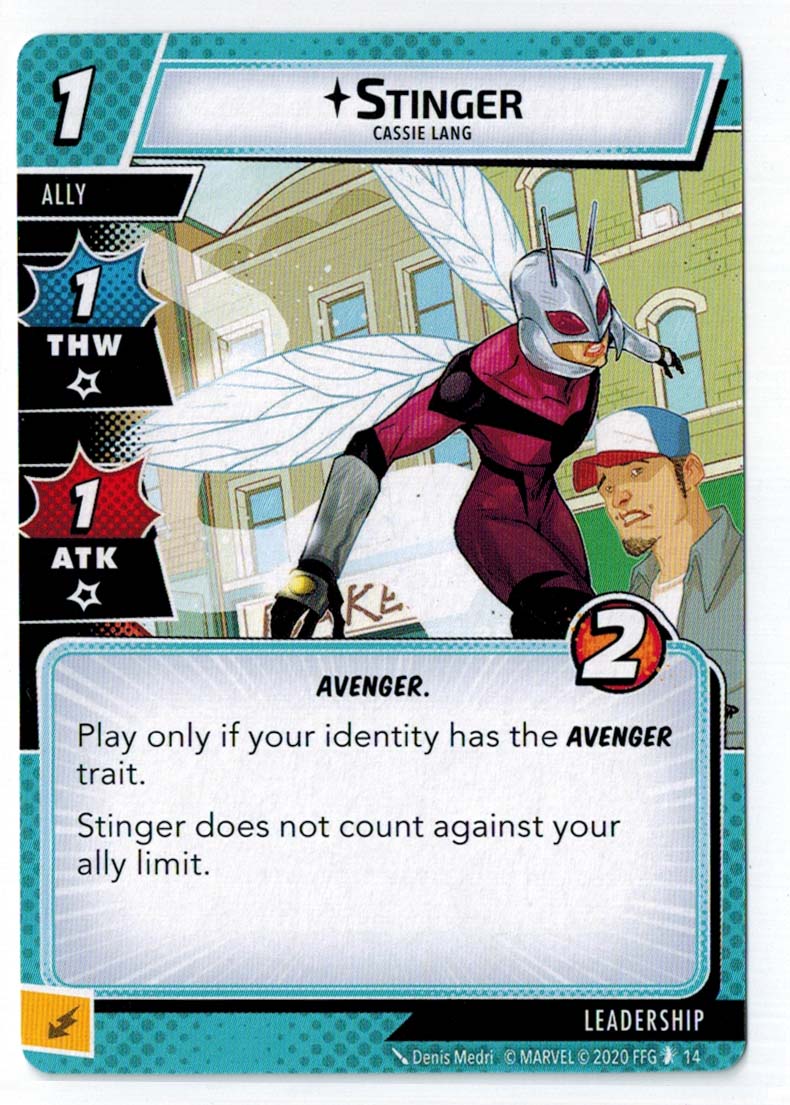 1
STINGER
CASSIE LANG
ALLY
1
THW
1
ATK
KE
2
AVENGER.
Play only if your identity has the AVENGER
trait.
Stinger does not count against your
ally limit.
LEADERSHIP
Denis Medri © MARVEL © 2020 FFG 14